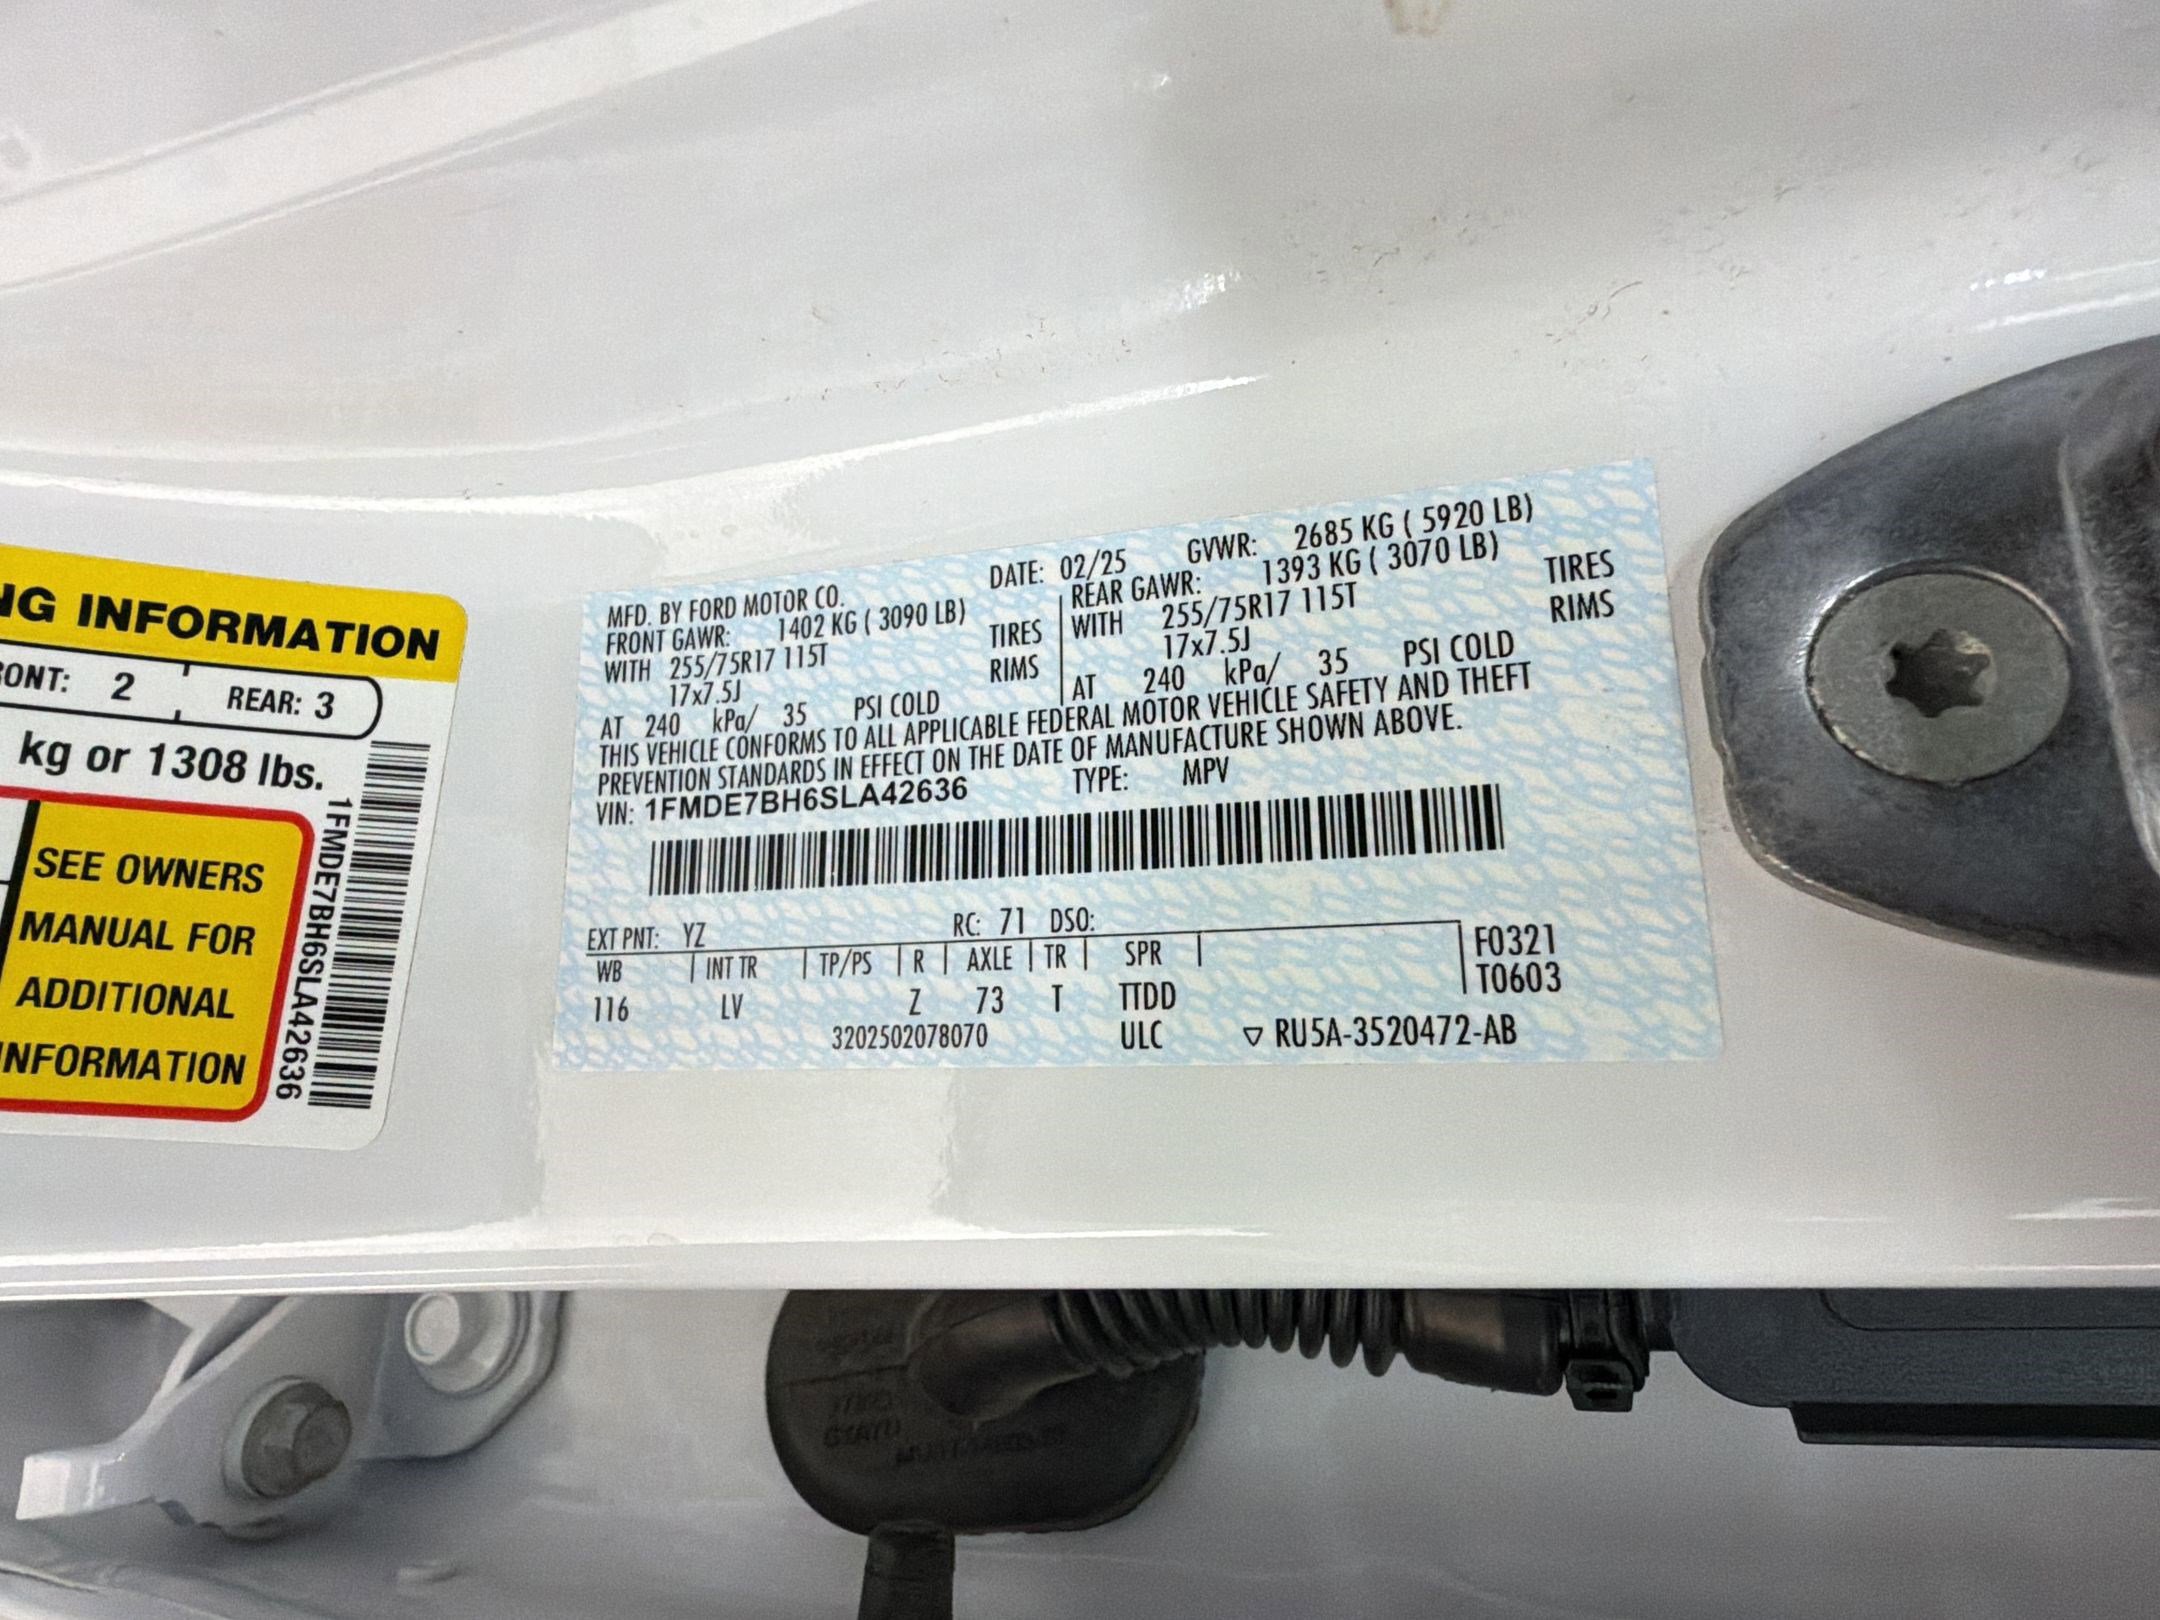 NG INFORMATION
ONT: 2 REAR: 3
kg or 1308 lbs.
SEE OWNERS
MANUAL FOR
ADDITIONAL
INFORMATION
1FMDE7BH6SLA42636
MFD. BY FORD MOTOR CO. DATE: 02/25 GVWR: 2685 KG ( 5920 LB)
FRONT GAWR: 1402 KG ( 3090 LB) REAR GAWR: 1393 KG ( 3070 LB)
WITH 255/75R17 115T TIRES WITH 255/75R17 115T TIRES
17x7.5J RIMS 17x7.5J RIMS
AT 240 kPa/ 35 PSI COLD AT 240 kPa/ 35 PSI COLD
THIS VEHICLE CONFORMS TO ALL APPLICABLE FEDERAL MOTOR VEHICLE SAFETY AND THEFT
PREVENTION STANDARDS IN EFFECT ON THE DATE OF MANUFACTURE SHOWN ABOVE.
VIN: 1FMDE7BH6SLA42636 TYPE: MPV
EXT PNT: YZ RC: 71 DSO:
WB INT TR TP/PS R AXLE TR SPR F0321
116 LV Z 73 T TTDD T0603
3202502078070 ULC ▽ RU5A-3520472-AB